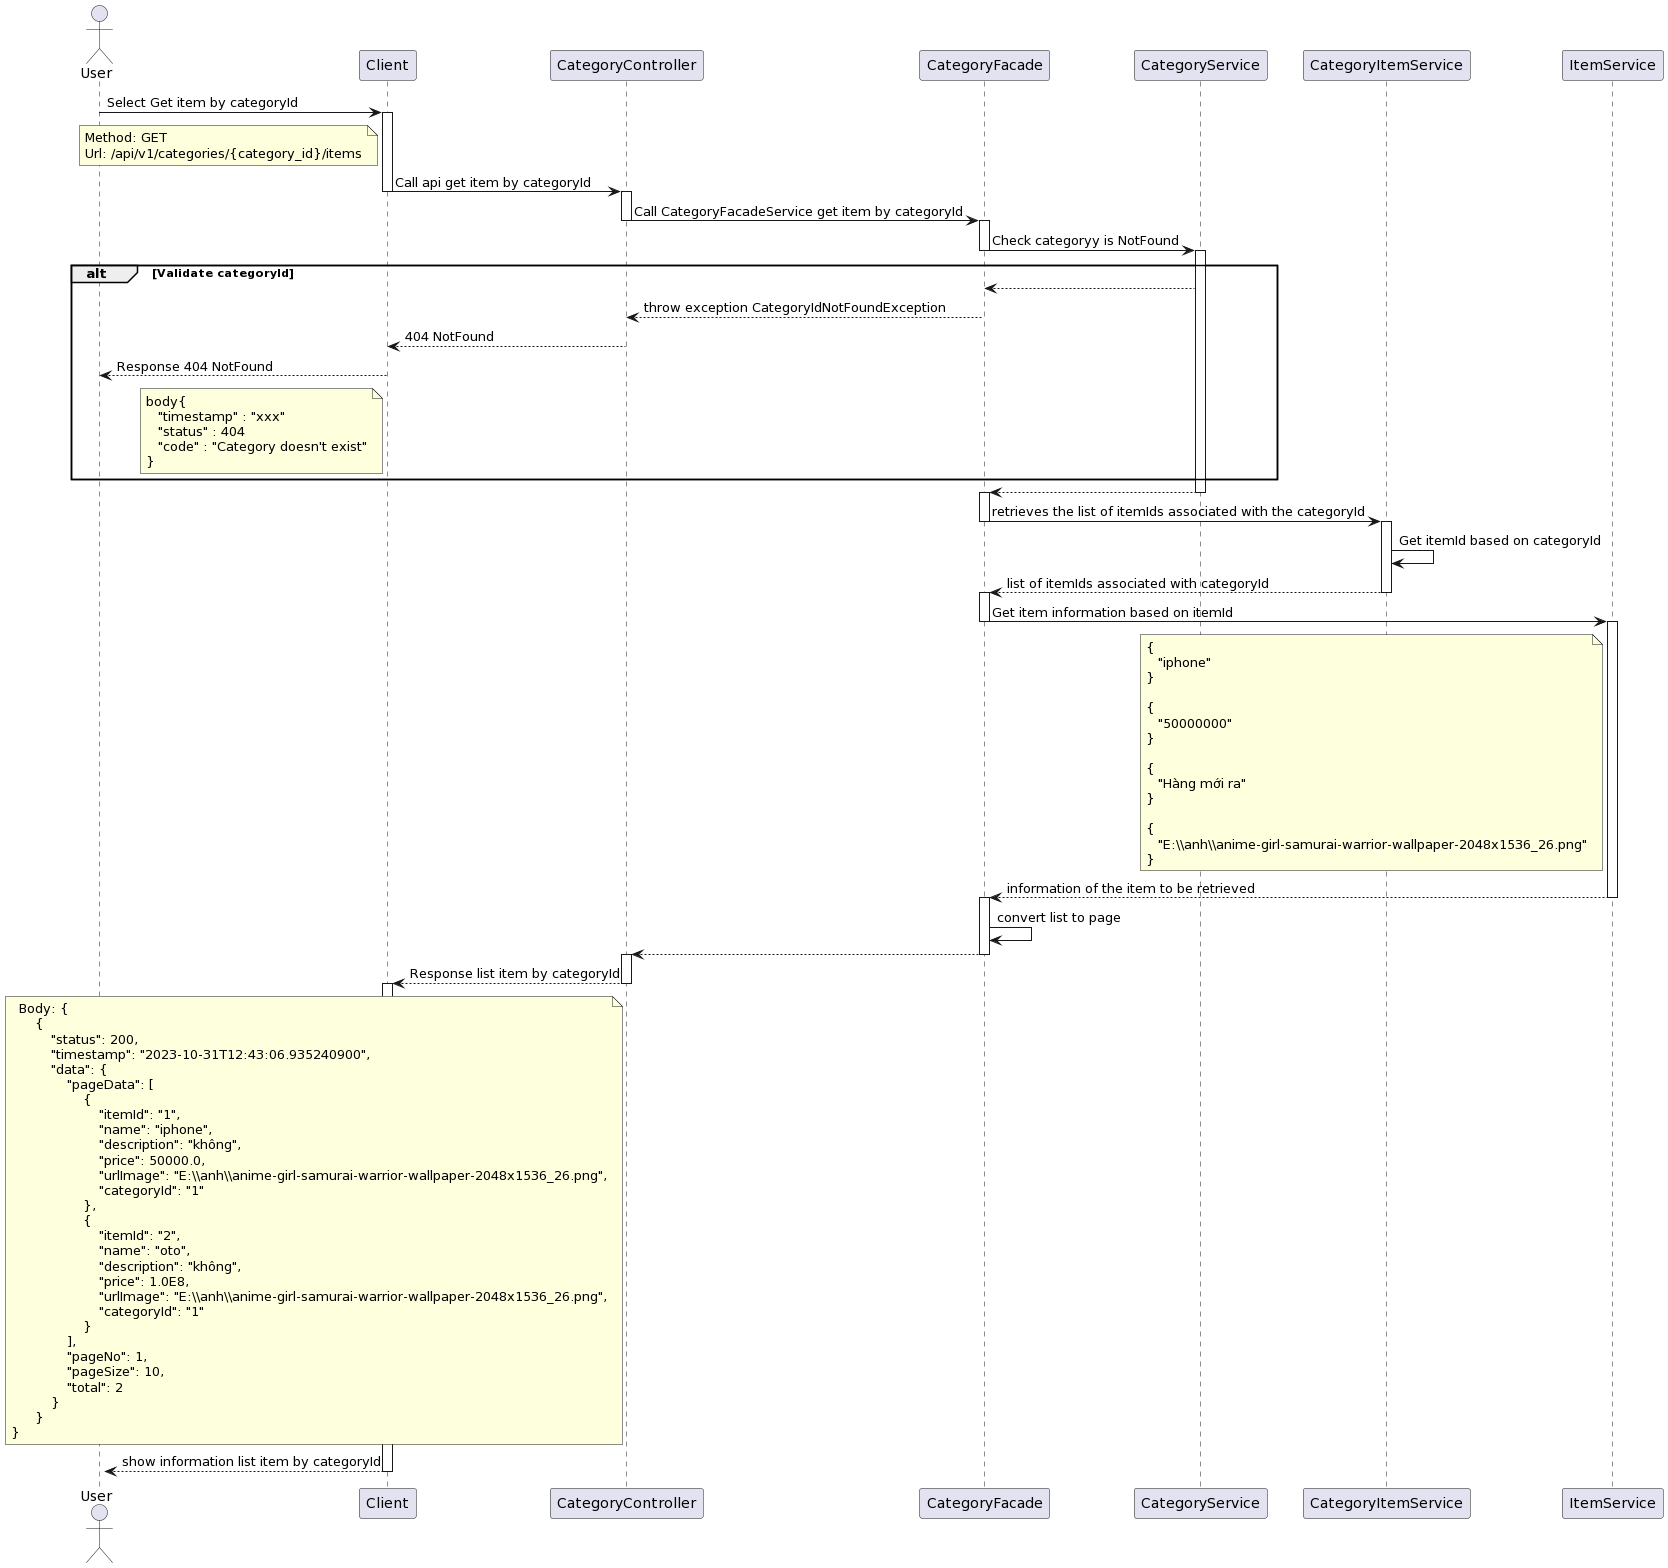 User
Client
CategoryController
CategoryFacade
CategoryService
CategoryItemService
ItemService
Select Get item by categoryId
Method: GET
Url: /api/v1/categories/{category_id}/items
Call api get item by categoryId
Call CategoryFacadeService get item by categoryId
Check categoryy is NotFound
alt
[Validate categoryId]
throw exception CategoryIdNotFoundException
404 NotFound
Response 404 NotFound
body{
"timestamp" : "xxx"
"status" : 404
"code" : "Category doesn't exist"
}
retrieves the list of itemIds associated with the categoryId
Get itemId based on categoryId
list of itemIds associated with categoryId
Get item information based on itemId
{
"iphone"
}
{
"50000000"
}
{
"Hàng mới ra"
}
{
"E:\\anh\\anime-girl-samurai-warrior-wallpaper-2048x1536_26.png"
}
information of the item to be retrieved
convert list to page
Response list item by categoryId
Body: {
{
"status": 200,
"timestamp": "2023-10-31T12:43:06.935240900",
"data": {
"pageData": [
{
"itemId": "1",
"name": "iphone",
"description": "không",
"price": 50000.0,
"urlImage": "E:\\anh\\anime-girl-samurai-warrior-wallpaper-2048x1536_26.png",
"categoryId": "1"
},
{
"itemId": "2",
"name": "oto",
"description": "không",
"price": 1.0E8,
"urlImage": "E:\\anh\\anime-girl-samurai-warrior-wallpaper-2048x1536_26.png",
"categoryId": "1"
}
],
"pageNo": 1,
"pageSize": 10,
"total": 2
}
}
}
show information list item by categoryId
User
Client
CategoryController
CategoryFacade
CategoryService
CategoryItemService
ItemService